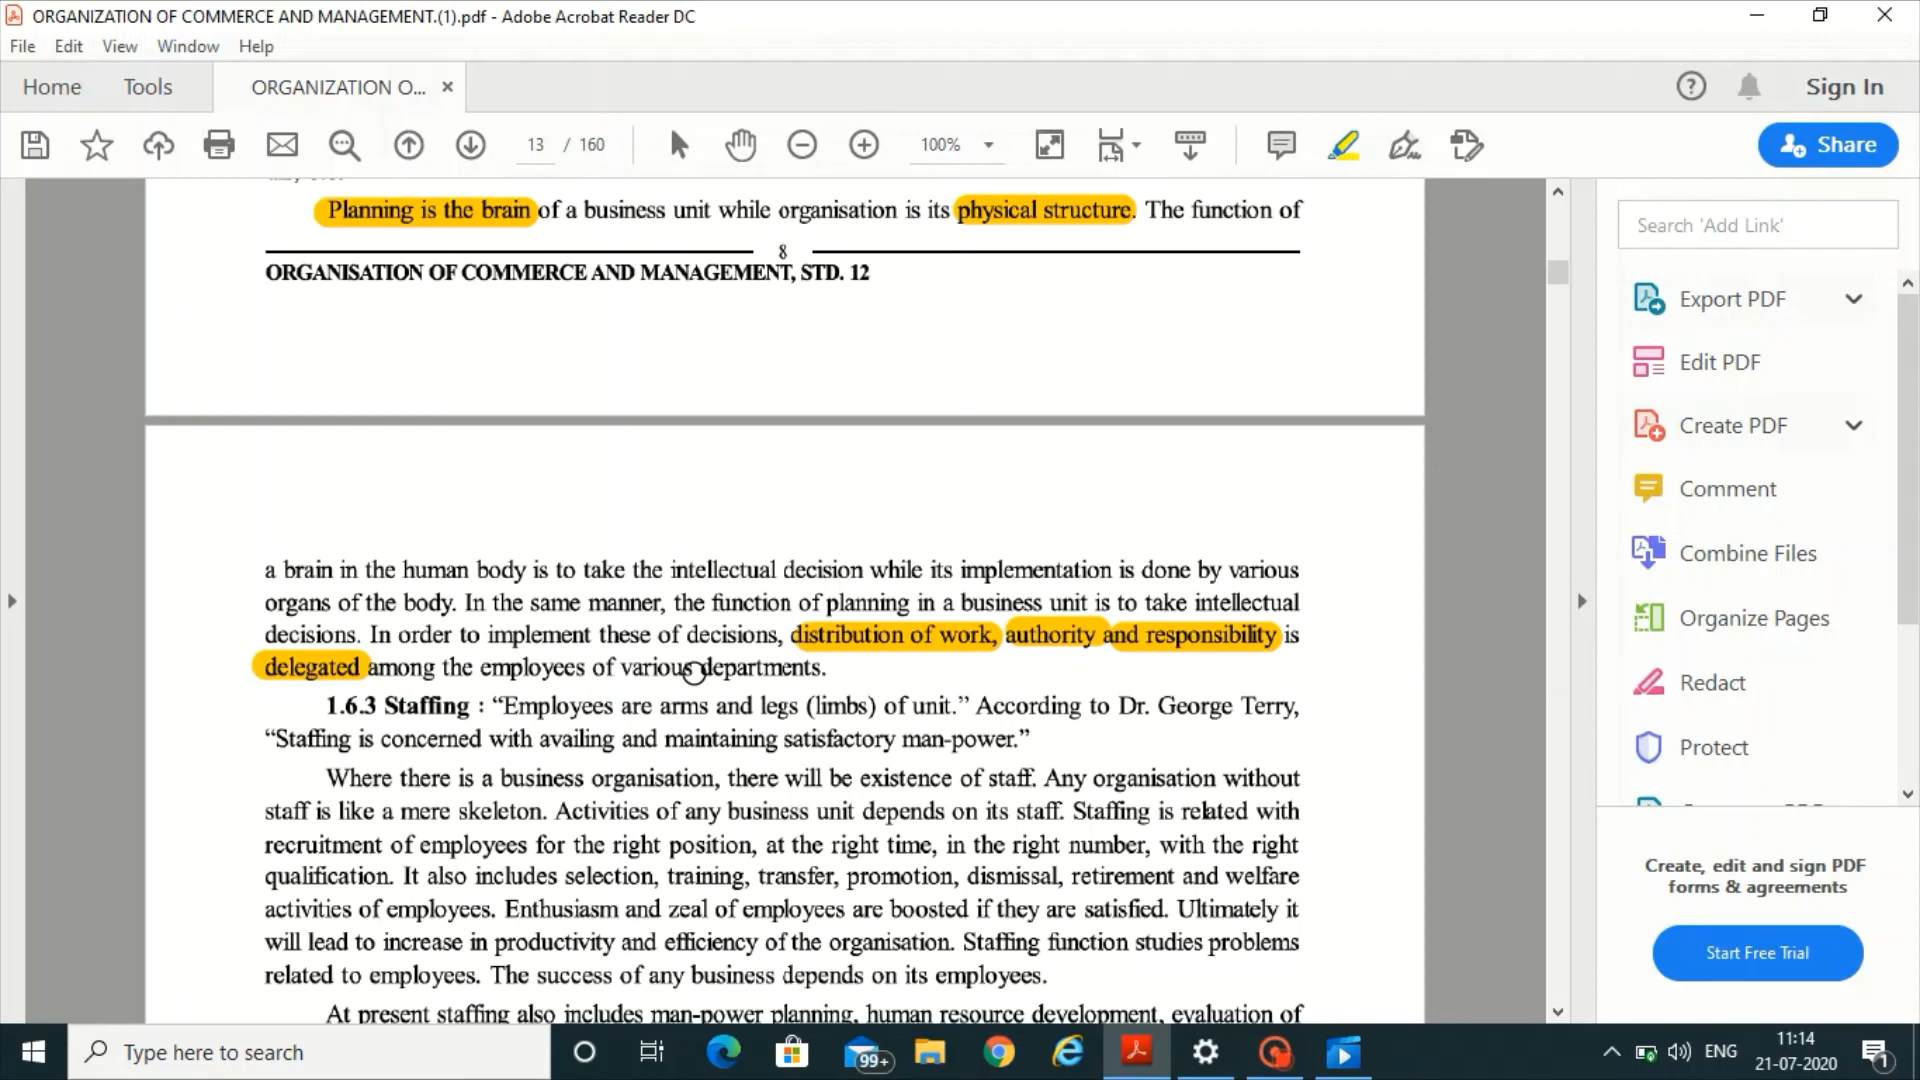 ORGANIZATION OF COMMERCE AND MANAGEMENT.(1).pdf - Adobe Acrobat Reader DC
File Edit View Window Help
Home Tools ORGANIZATION O... Sign In
13 / 160 100% Share
Planning is the brain of a business unit while organisation is its physical structure. The function of
8
ORGANISATION OF COMMERCE AND MANAGEMENT, STD. 12
a brain in the human body is to take the intellectual decision while its implementation is done by various
organs of the body. In the same manner, the function of planning in a business unit is to take intellectual
decisions. In order to implement these of decisions, distribution of work, authority and responsibility is
delegated among the employees of various departments.
1.6.3 Staffing : “Employees are arms and legs (limbs) of unit.” According to Dr. George Terry,
“Staffing is concerned with availing and maintaining satisfactory man-power.”
Where there is a business organisation, there will be existence of staff. Any organisation without
staff is like a mere skeleton. Activities of any business unit depends on its staff. Staffing is related with
recruitment of employees for the right position, at the right time, in the right number, with the right
qualification. It also includes selection, training, transfer, promotion, dismissal, retirement and welfare
activities of employees. Enthusiasm and zeal of employees are boosted if they are satisfied. Ultimately it
will lead to increase in productivity and efficiency of the organisation. Staffing function studies problems
related to employees. The success of any business depends on its employees.
At present staffing also includes man-power planning, human resource development, evaluation of
Search 'Add Link'
Export PDF
Edit PDF
Create PDF
Comment
Combine Files
Organize Pages
Redact
Protect
Create, edit and sign PDF
forms & agreements
Start Free Trial
Type here to search
99+
ENG
11:14
21-07-2020
1